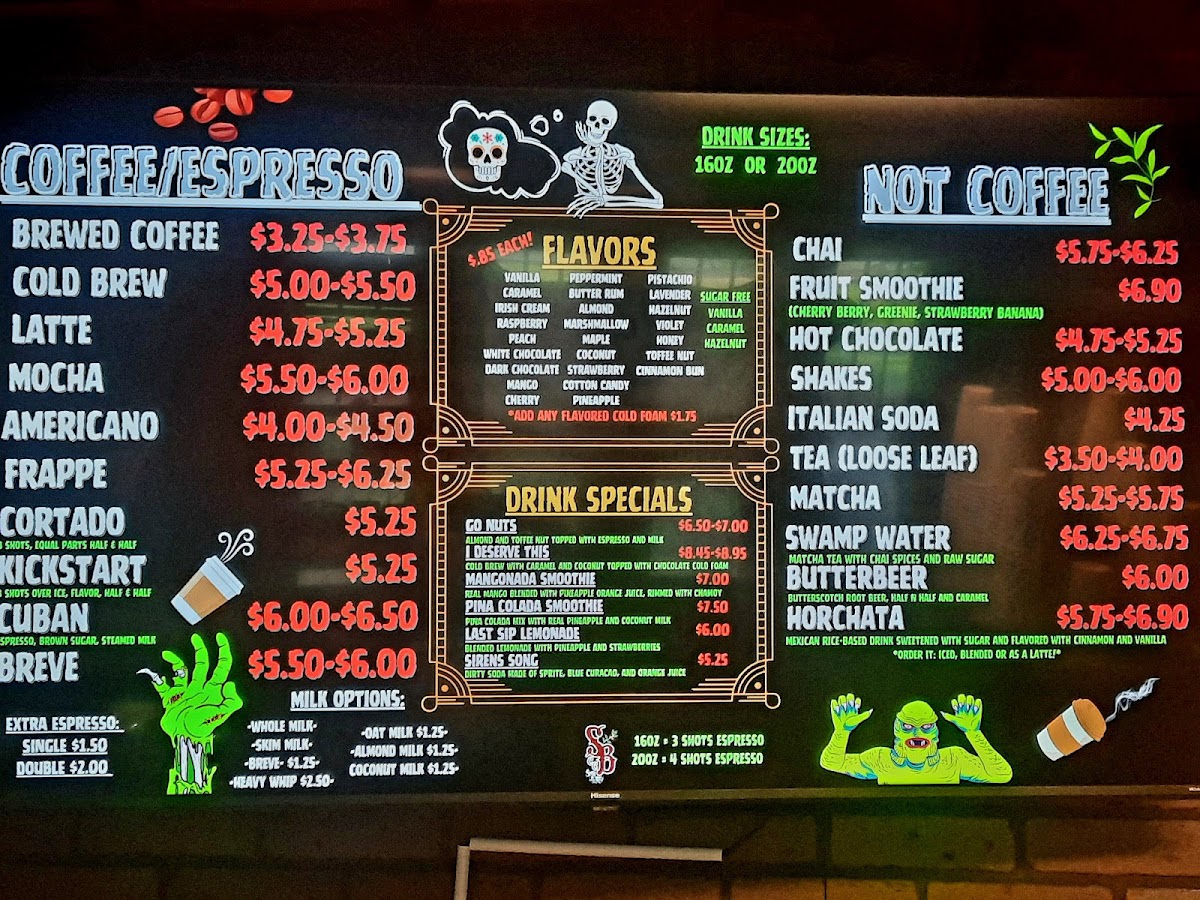 COFFEE/ESPRESSO
BREWED COFFEE $3.25-$3.75
COLD BREW $5.00-$5.50
LATTE $4.75-$5.25
MOCHA $5.50-$6.00
AMERICANO $4.00-$4.50
FRAPPE $5.25-$6.25
CORTADO $5.25
SHOTS, EQUAL PARTS HALF & HALF
KICKSTART $5.25
SHOTS OVER ICE, FLAVOR, HALF & HALF
CUBAN $6.00-$6.50
ESPRESSO, BROWN SUGAR, STEAMED MILK
BREVE $5.50-$6.00
EXTRA ESPRESSO:
SINGLE $1.50
DOUBLE $2.00
MILK OPTIONS:
-WHOLE MILK- -OAT MILK $1.25-
-SKIM MILK- -ALMOND MILK $1.25-
-BREVE- $1.25- COCONUT MILK $1.25-
-HEAVY WHIP $2.50-
DRINK SIZES:
16OZ OR 20OZ
$.85 EACH! FLAVORS
VANILLA PEPPERMINT PISTACHIO
CARAMEL BUTTER RUM LAVENDER SUGAR FREE
IRISH CREAM ALMOND HAZELNUT VANILLA
RASPBERRY MARSHMALLOW VIOLET CARAMEL
PEACH MAPLE HONEY HAZELNUT
WHITE CHOCOLATE COCONUT TOFFEE NUT
DARK CHOCOLATE STRAWBERRY CINNAMON BUN
MANGO COTTON CANDY
CHERRY PINEAPPLE
*ADD ANY FLAVORED COLD FOAM $1.75
DRINK SPECIALS
GO NUTS $6.50-$7.00
ALMOND AND TOFFEE NUT TOPPED WITH ESPRESSO AND MILK
I DESERVE THIS $8.45-$8.95
COLD BREW WITH CARAMEL AND COCONUT TOPPED WITH CHOCOLATE COLD FOAM
MANGONADA SMOOTHIE $7.00
REAL MANGO BLENDED WITH PINEAPPLE ORANGE JUICE, RIMMED WITH CHAMOY
PINA COLADA SMOOTHIE $7.50
PINA COLADA MIX WITH REAL PINEAPPLE AND COCONUT MILK
LAST SIP LEMONADE $6.00
BLENDED LEMONADE WITH PINEAPPLE AND STRAWBERRIES
SIRENS SONG $5.25
DIRTY SODA MADE OF SPRITE, BLUE CURACAO, AND ORANGE JUICE
SB
16OZ = 3 SHOTS ESPRESSO
20OZ = 4 SHOTS ESPRESSO
Hisense
NOT COFFEE
CHAI $5.75-$6.25
FRUIT SMOOTHIE $6.90
(CHERRY BERRY, GREENIE, STRAWBERRY BANANA)
HOT CHOCOLATE $4.75-$5.25
SHAKES $5.00-$6.00
ITALIAN SODA $4.25
TEA (LOOSE LEAF) $3.50-$4.00
MATCHA $5.25-$5.75
SWAMP WATER $6.25-$6.75
MATCHA TEA WITH CHAI SPICES AND RAW SUGAR
BUTTERBEER $6.00
BUTTERSCOTCH ROOT BEER, HALF N HALF AND CARAMEL
HORCHATA $5.75-$6.90
MEXICAN RICE-BASED DRINK SWEETENED WITH SUGAR AND FLAVORED WITH CINNAMON AND VANILLA
*ORDER IT: ICED, BLENDED OR AS A LATTE!*